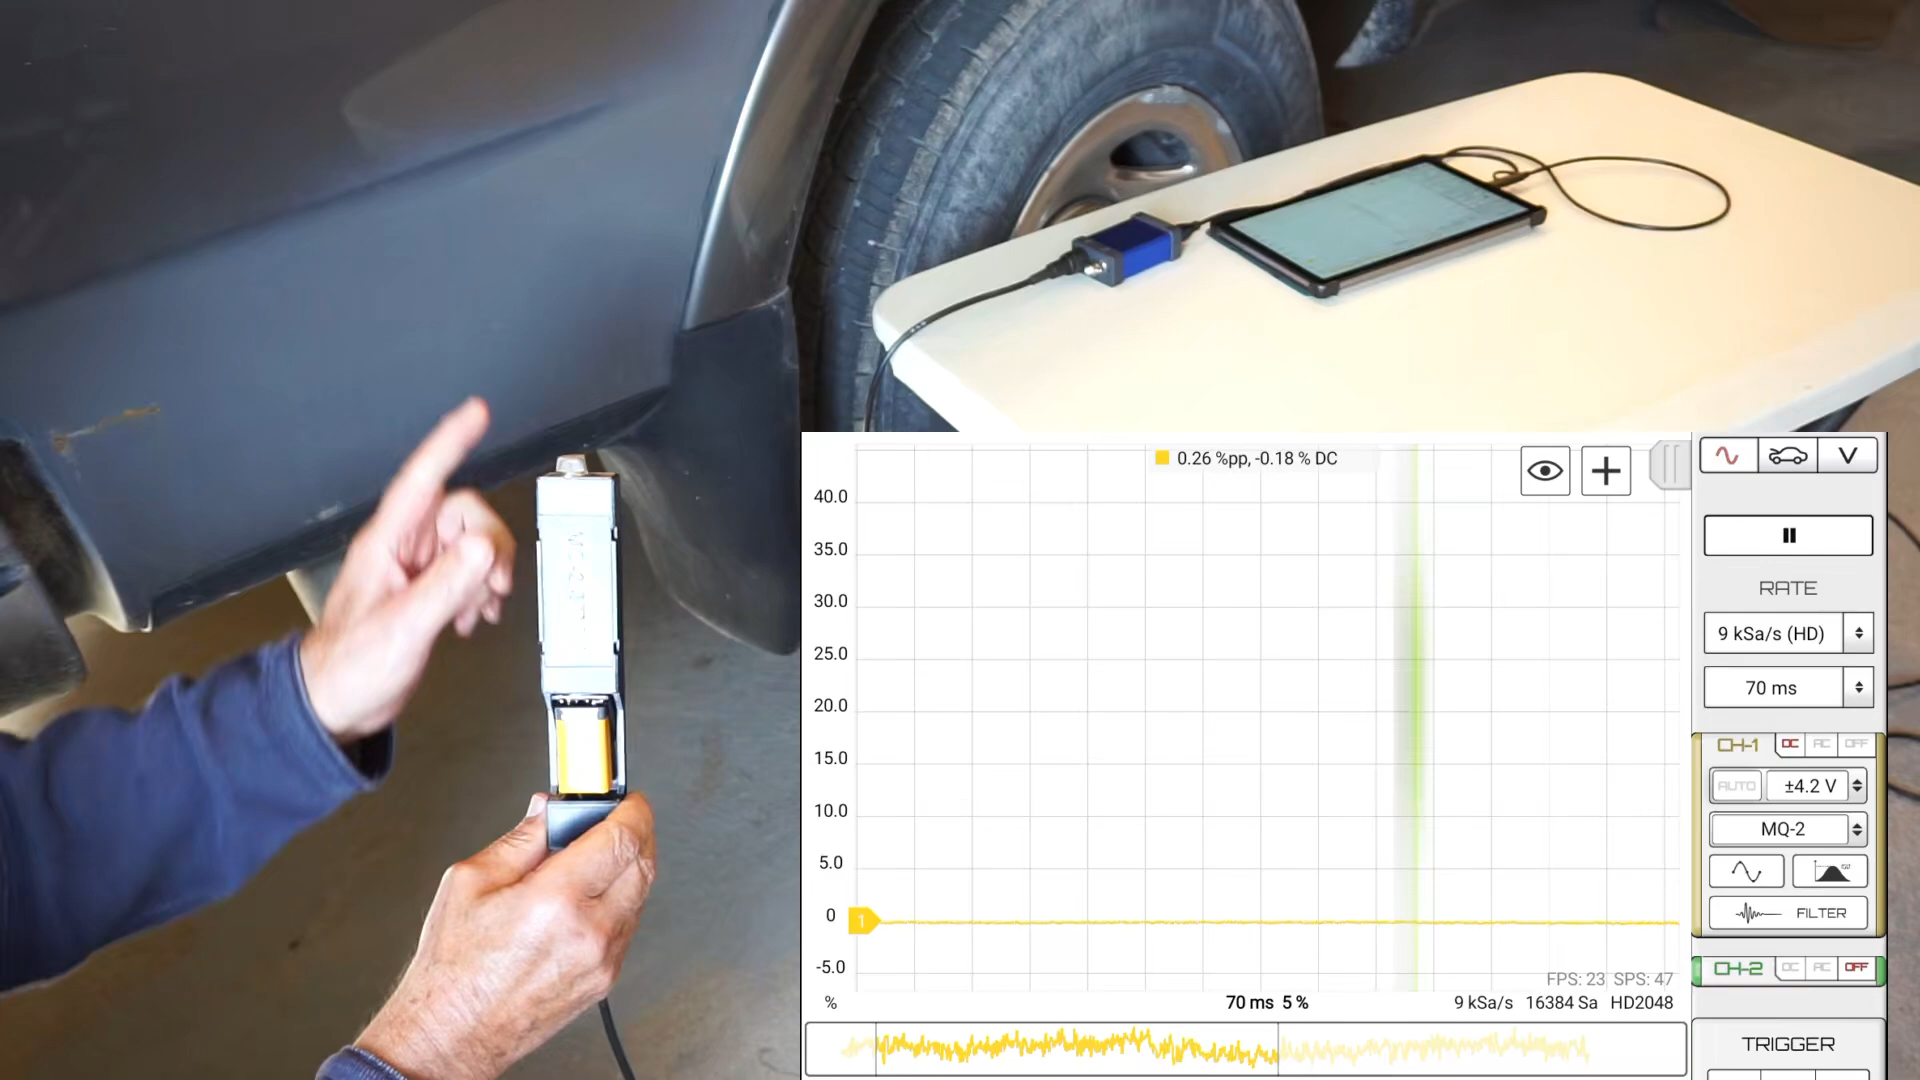 0.26 %pp, -0.18 % DC
V
40.0
35.0
30.0
25.0
20.0
15.0
10.0
5.0
0
-5.0
1
%
70 ms 5 %
FPS: 23 SPS: 47
9 kSa/s 16384 Sa HD2048
RATE
9 kSa/s (HD)
70 ms
CH-1 DC AC OFF
AUTO ±4.2 V
MQ-2
FILTER
CH-2 DC AC OFF
TRIGGER